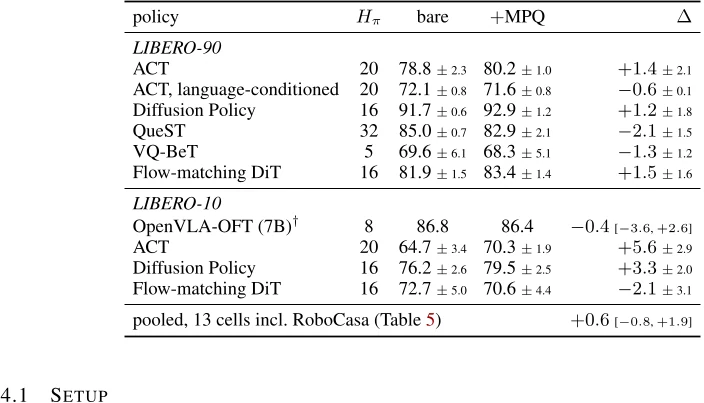 policy Hπ bare +MPQ Δ
LIBERO-90
ACT 20 78.8 ± 2.3 80.2 ± 1.0 +1.4 ± 2.1
ACT, language-conditioned 20 72.1 ± 0.8 71.6 ± 0.8 −0.6 ± 0.1
Diffusion Policy 16 91.7 ± 0.6 92.9 ± 1.2 +1.2 ± 1.8
QueST 32 85.0 ± 0.7 82.9 ± 2.1 −2.1 ± 1.5
VQ-BeT 5 69.6 ± 6.1 68.3 ± 5.1 −1.3 ± 1.2
Flow-matching DiT 16 81.9 ± 1.5 83.4 ± 1.4 +1.5 ± 1.6
LIBERO-10
OpenVLA-OFT (7B)† 8 86.8 86.4 −0.4 [−3.6, +2.6]
ACT 20 64.7 ± 3.4 70.3 ± 1.9 +5.6 ± 2.9
Diffusion Policy 16 76.2 ± 2.6 79.5 ± 2.5 +3.3 ± 2.0
Flow-matching DiT 16 72.7 ± 5.0 70.6 ± 4.4 −2.1 ± 3.1
pooled, 13 cells incl. RoboCasa (Table 5) +0.6 [−0.8, +1.9]
4.1 SETUP